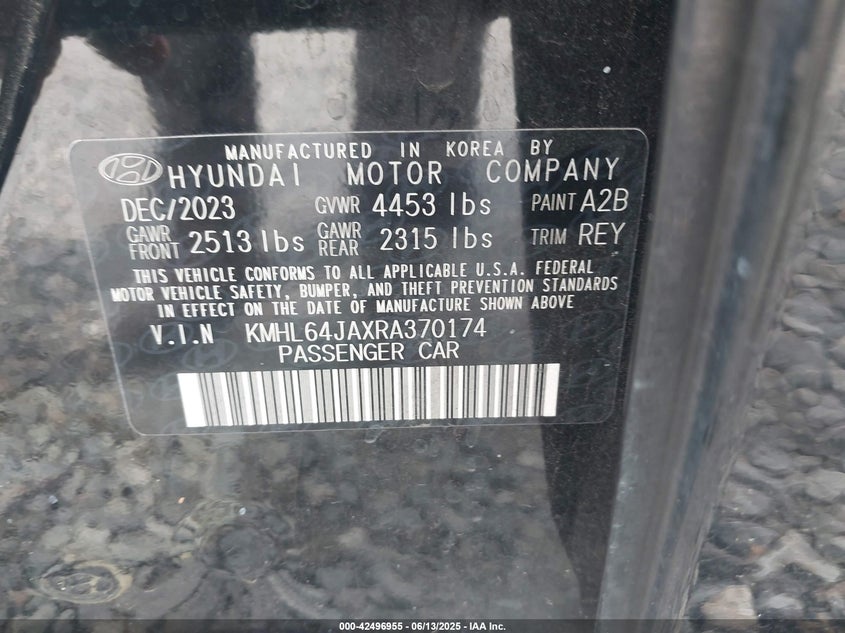 MANUFACTURED IN KOREA BY
HYUNDAI MOTOR COMPANY
DEC/2023 GVWR 4453 lbs PAINT A2B
GAWR FRONT 2513 lbs GAWR REAR 2315 lbs TRIM REY
THIS VEHICLE CONFORMS TO ALL APPLICABLE U.S.A. FEDERAL
MOTOR VEHICLE SAFETY, BUMPER, AND THEFT PREVENTION STANDARDS
IN EFFECT ON THE DATE OF MANUFACTURE SHOWN ABOVE
V.I.N KMHL64JAXRA370174
PASSENGER CAR
000-42496955 - 06/13/2025 - IAA Inc.